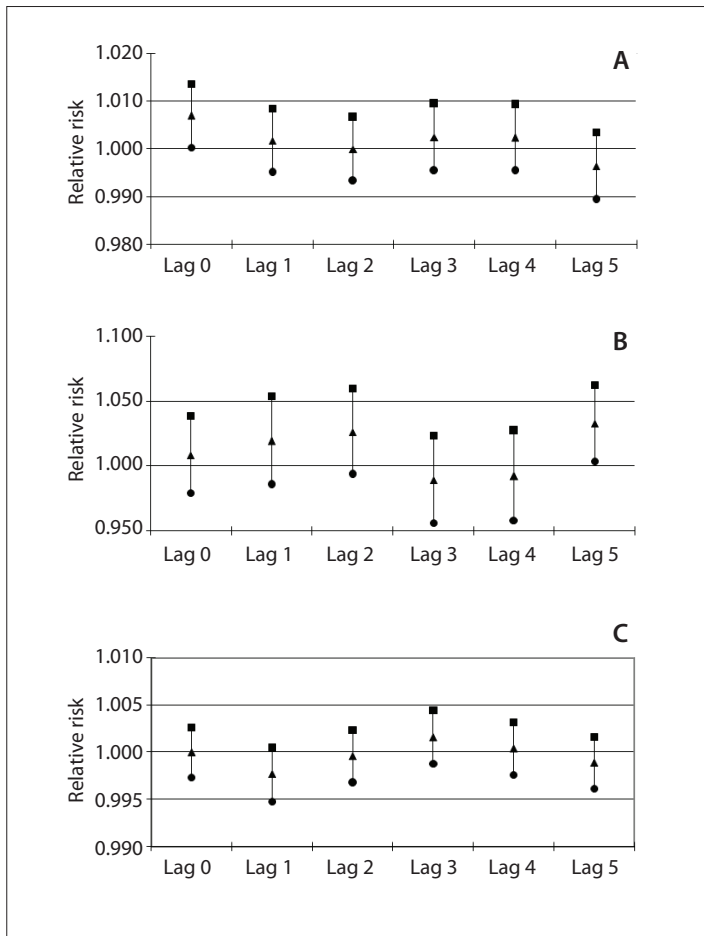 A
Relative risk
1.020
1.010
1.000
0.990
0.980
Lag 0 Lag 1 Lag 2 Lag 3 Lag 4 Lag 5
B
Relative risk
1.100
1.050
1.000
0.950
Lag 0 Lag 1 Lag 2 Lag 3 Lag 4 Lag 5
C
Relative risk
1.010
1.005
1.000
0.995
0.990
Lag 0 Lag 1 Lag 2 Lag 3 Lag 4 Lag 5